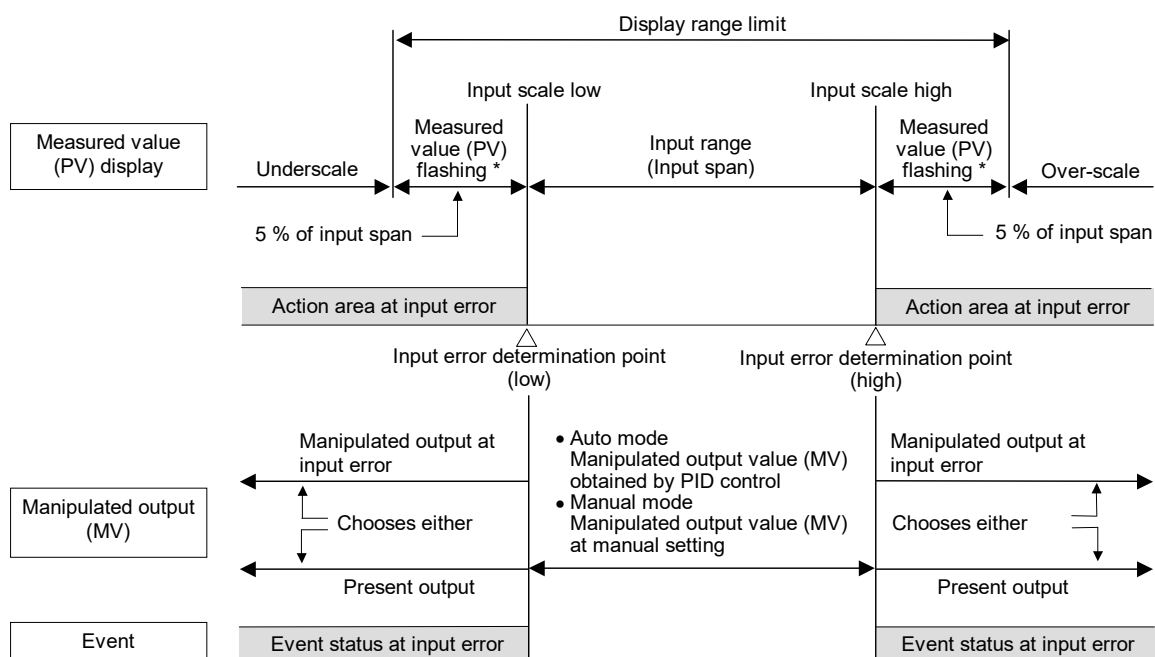 Display range limit
Input scale low
Input scale high
Measured value
(PV) display
Underscale
Measured
value (PV)
flashing *
Input range
(Input span)
Measured
value (PV)
flashing *
Over-scale
5 % of input span
5 % of input span
Action area at input error
Action area at input error
Input error determination point
(low)
Input error determination point
(high)
Manipulated output
(MV)
Manipulated output at
input error
Chooses either
Present output
• Auto mode
Manipulated output value (MV)
obtained by PID control
• Manual mode
Manipulated output value (MV)
at manual setting
Manipulated output at
input error
Chooses either
Present output
Event
Event status at input error
Event status at input error